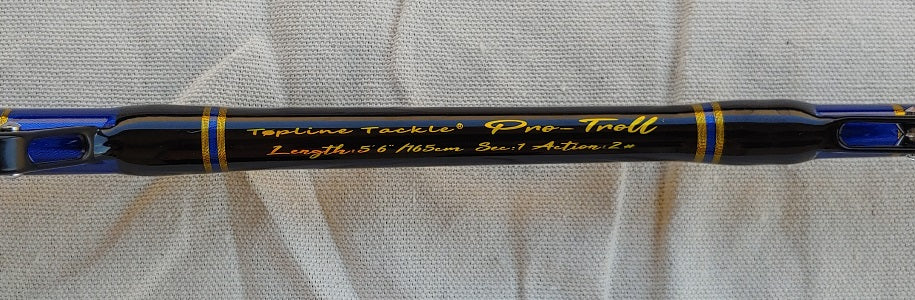 Topline Tackle® Pro-Troll
Length:5'6"/165cm Sec:1 Action:2#